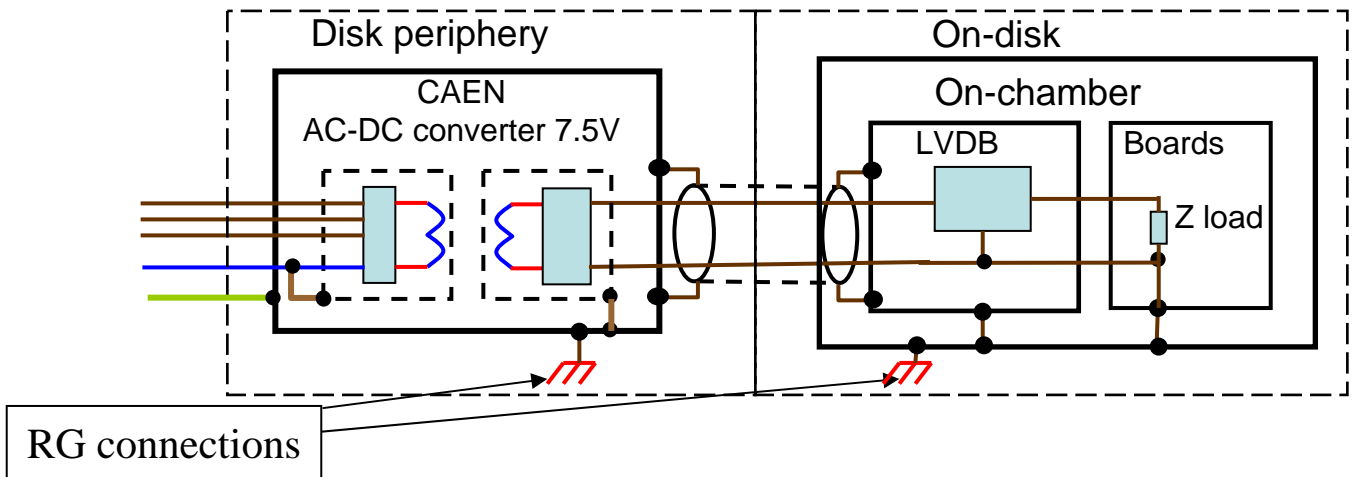 Disk periphery
On-disk
CAEN
AC-DC converter 7.5V
On-chamber
LVDB
Boards
Z load
RG connections